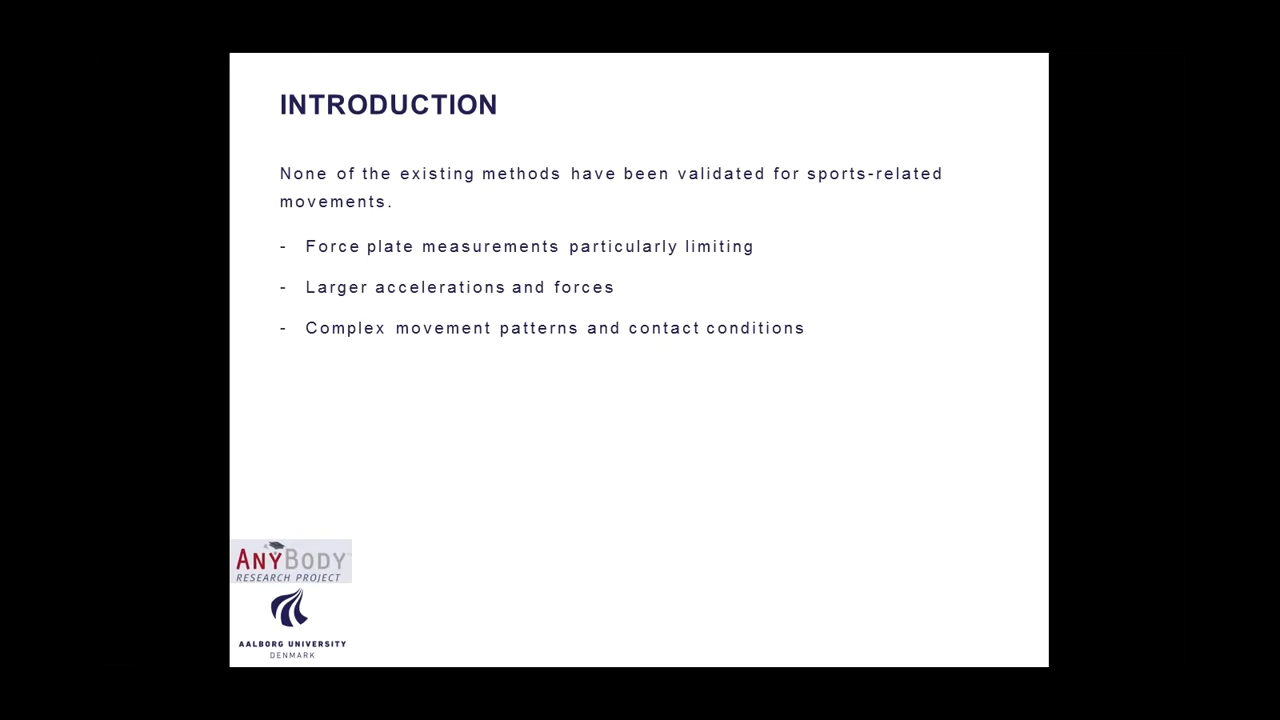 INTRODUCTION
None of the existing methods have been validated for sports-related
movements.
- Force plate measurements particularly limiting
- Larger accelerations and forces
- Complex movement patterns and contact conditions
ANYBODY
RESEARCH PROJECT
AALBORG UNIVERSITY
DENMARK